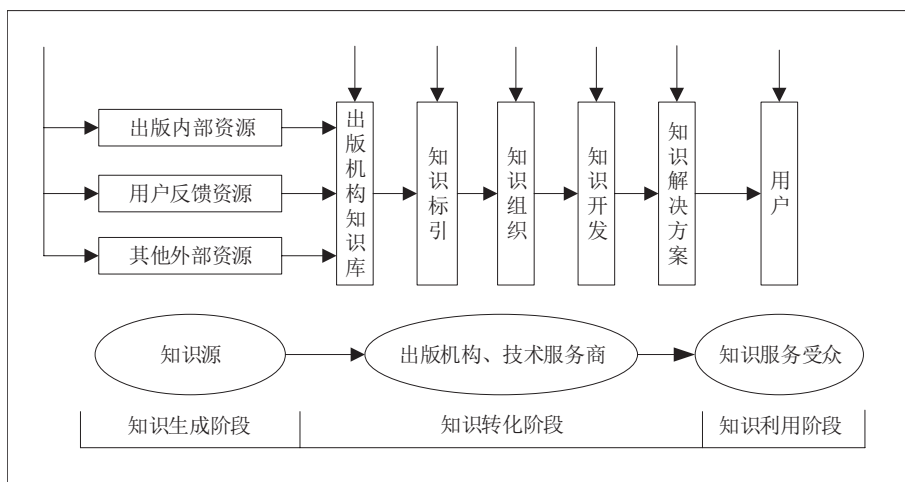 出版内部资源
用户反馈资源
其他外部资源
出版机构知识库
知识标引
知识组织
知识开发
知识解决方案
用户
知识源
出版机构、技术服务商
知识服务受众
知识生成阶段
知识转化阶段
知识利用阶段